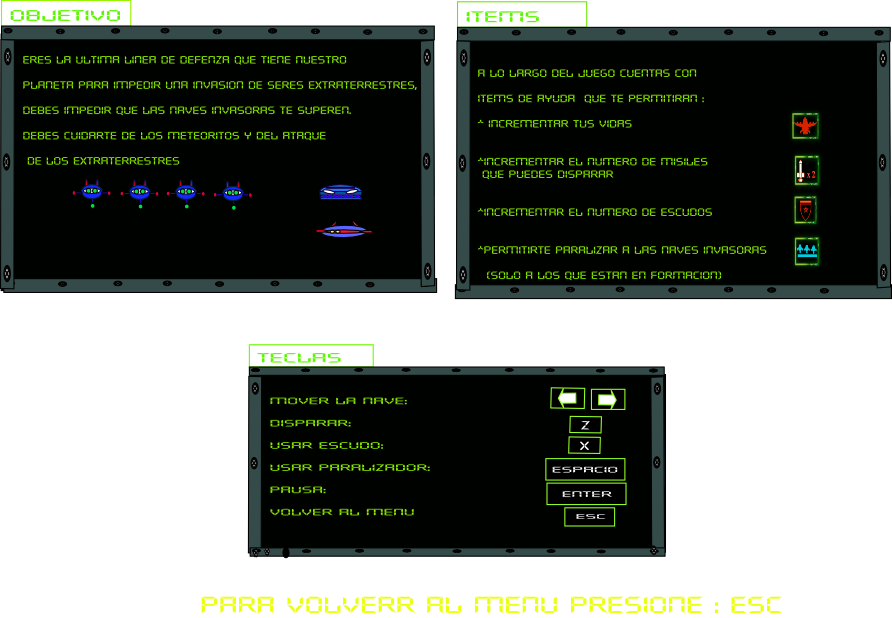 OBJETIVO
ERES LA ULTIMA LINEA DE DEFENZA QUE TIENE NUESTRO
PLANETA PARA IMPEDIR UNA INVASION DE SERES EXTRATERRESTRES,
DEBES IMPEDIR QUE LAS NAVES INVASORAS TE SUPEREN.
DEBES CUIDARTE DE LOS METEORITOS Y DEL ATAQUE
DE LOS EXTRATERRESTRES
ITEMS
A LO LARGO DEL JUEGO CUENTAS CON
ITEMS DE AYUDA QUE TE PERMITIRAN :
* INCREMENTAR TUS VIDAS
*INCREMENTAR EL NUMERO DE MISILES
QUE PUEDES DISPARAR
x2
*INCREMENTAR EL NUMERO DE ESCUDOS
*PERMITIRTE PARALIZAR A LAS NAVES INVASORAS
(SOLO A LOS QUE ESTAN EN FORMACION)
TECLAS
MOVER LA NAVE:
DISPARAR: Z
USAR ESCUDO: X
USAR PARALIZADOR: ESPACIO
PAUSA: ENTER
VOLVER AL MENU ESC
PARA VOLVERR AL MENU PRESIONE : ESC